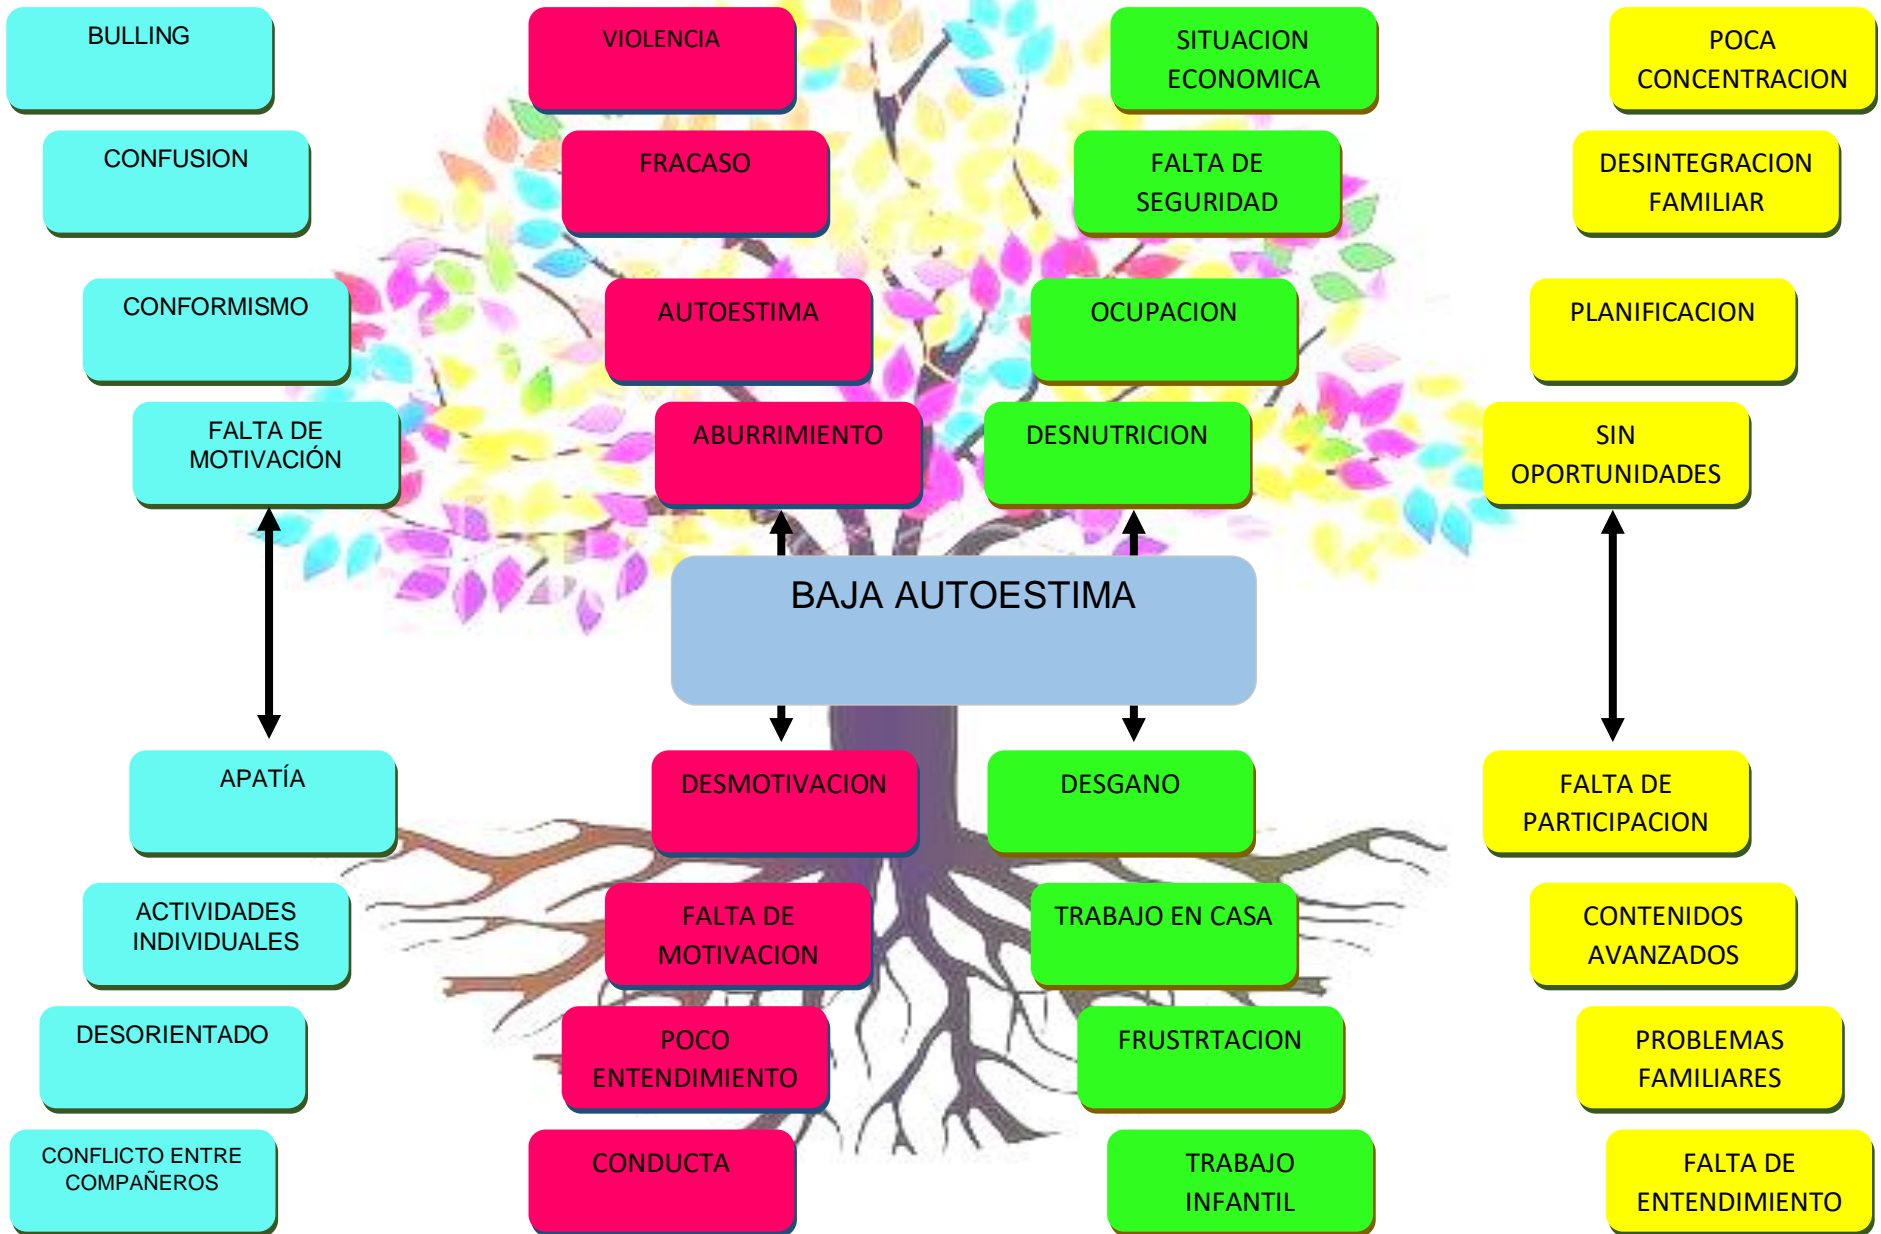 BULLING
VIOLENCIA
SITUACION
ECONOMICA
POCA
CONCENTRACION
CONFUSION
FRACASO
FALTA DE
SEGURIDAD
DESINTEGRACION
FAMILIAR
CONFORMISMO
AUTOESTIMA
OCUPACION
PLANIFICACION
FALTA DE
MOTIVACIÓN
ABURRIMIENTO
DESNUTRICION
SIN
OPORTUNIDADES
BAJA AUTOESTIMA
APATÍA
DESMOTIVACION
DESGANO
FALTA DE
PARTICIPACION
ACTIVIDADES
INDIVIDUALES
FALTA DE
MOTIVACION
TRABAJO EN CASA
CONTENIDOS
AVANZADOS
DESORIENTADO
POCO
ENTENDIMIENTO
FRUSTRTACION
PROBLEMAS
FAMILIARES
CONFLICTO ENTRE
COMPAÑEROS
CONDUCTA
TRABAJO
INFANTIL
FALTA DE
ENTENDIMIENTO